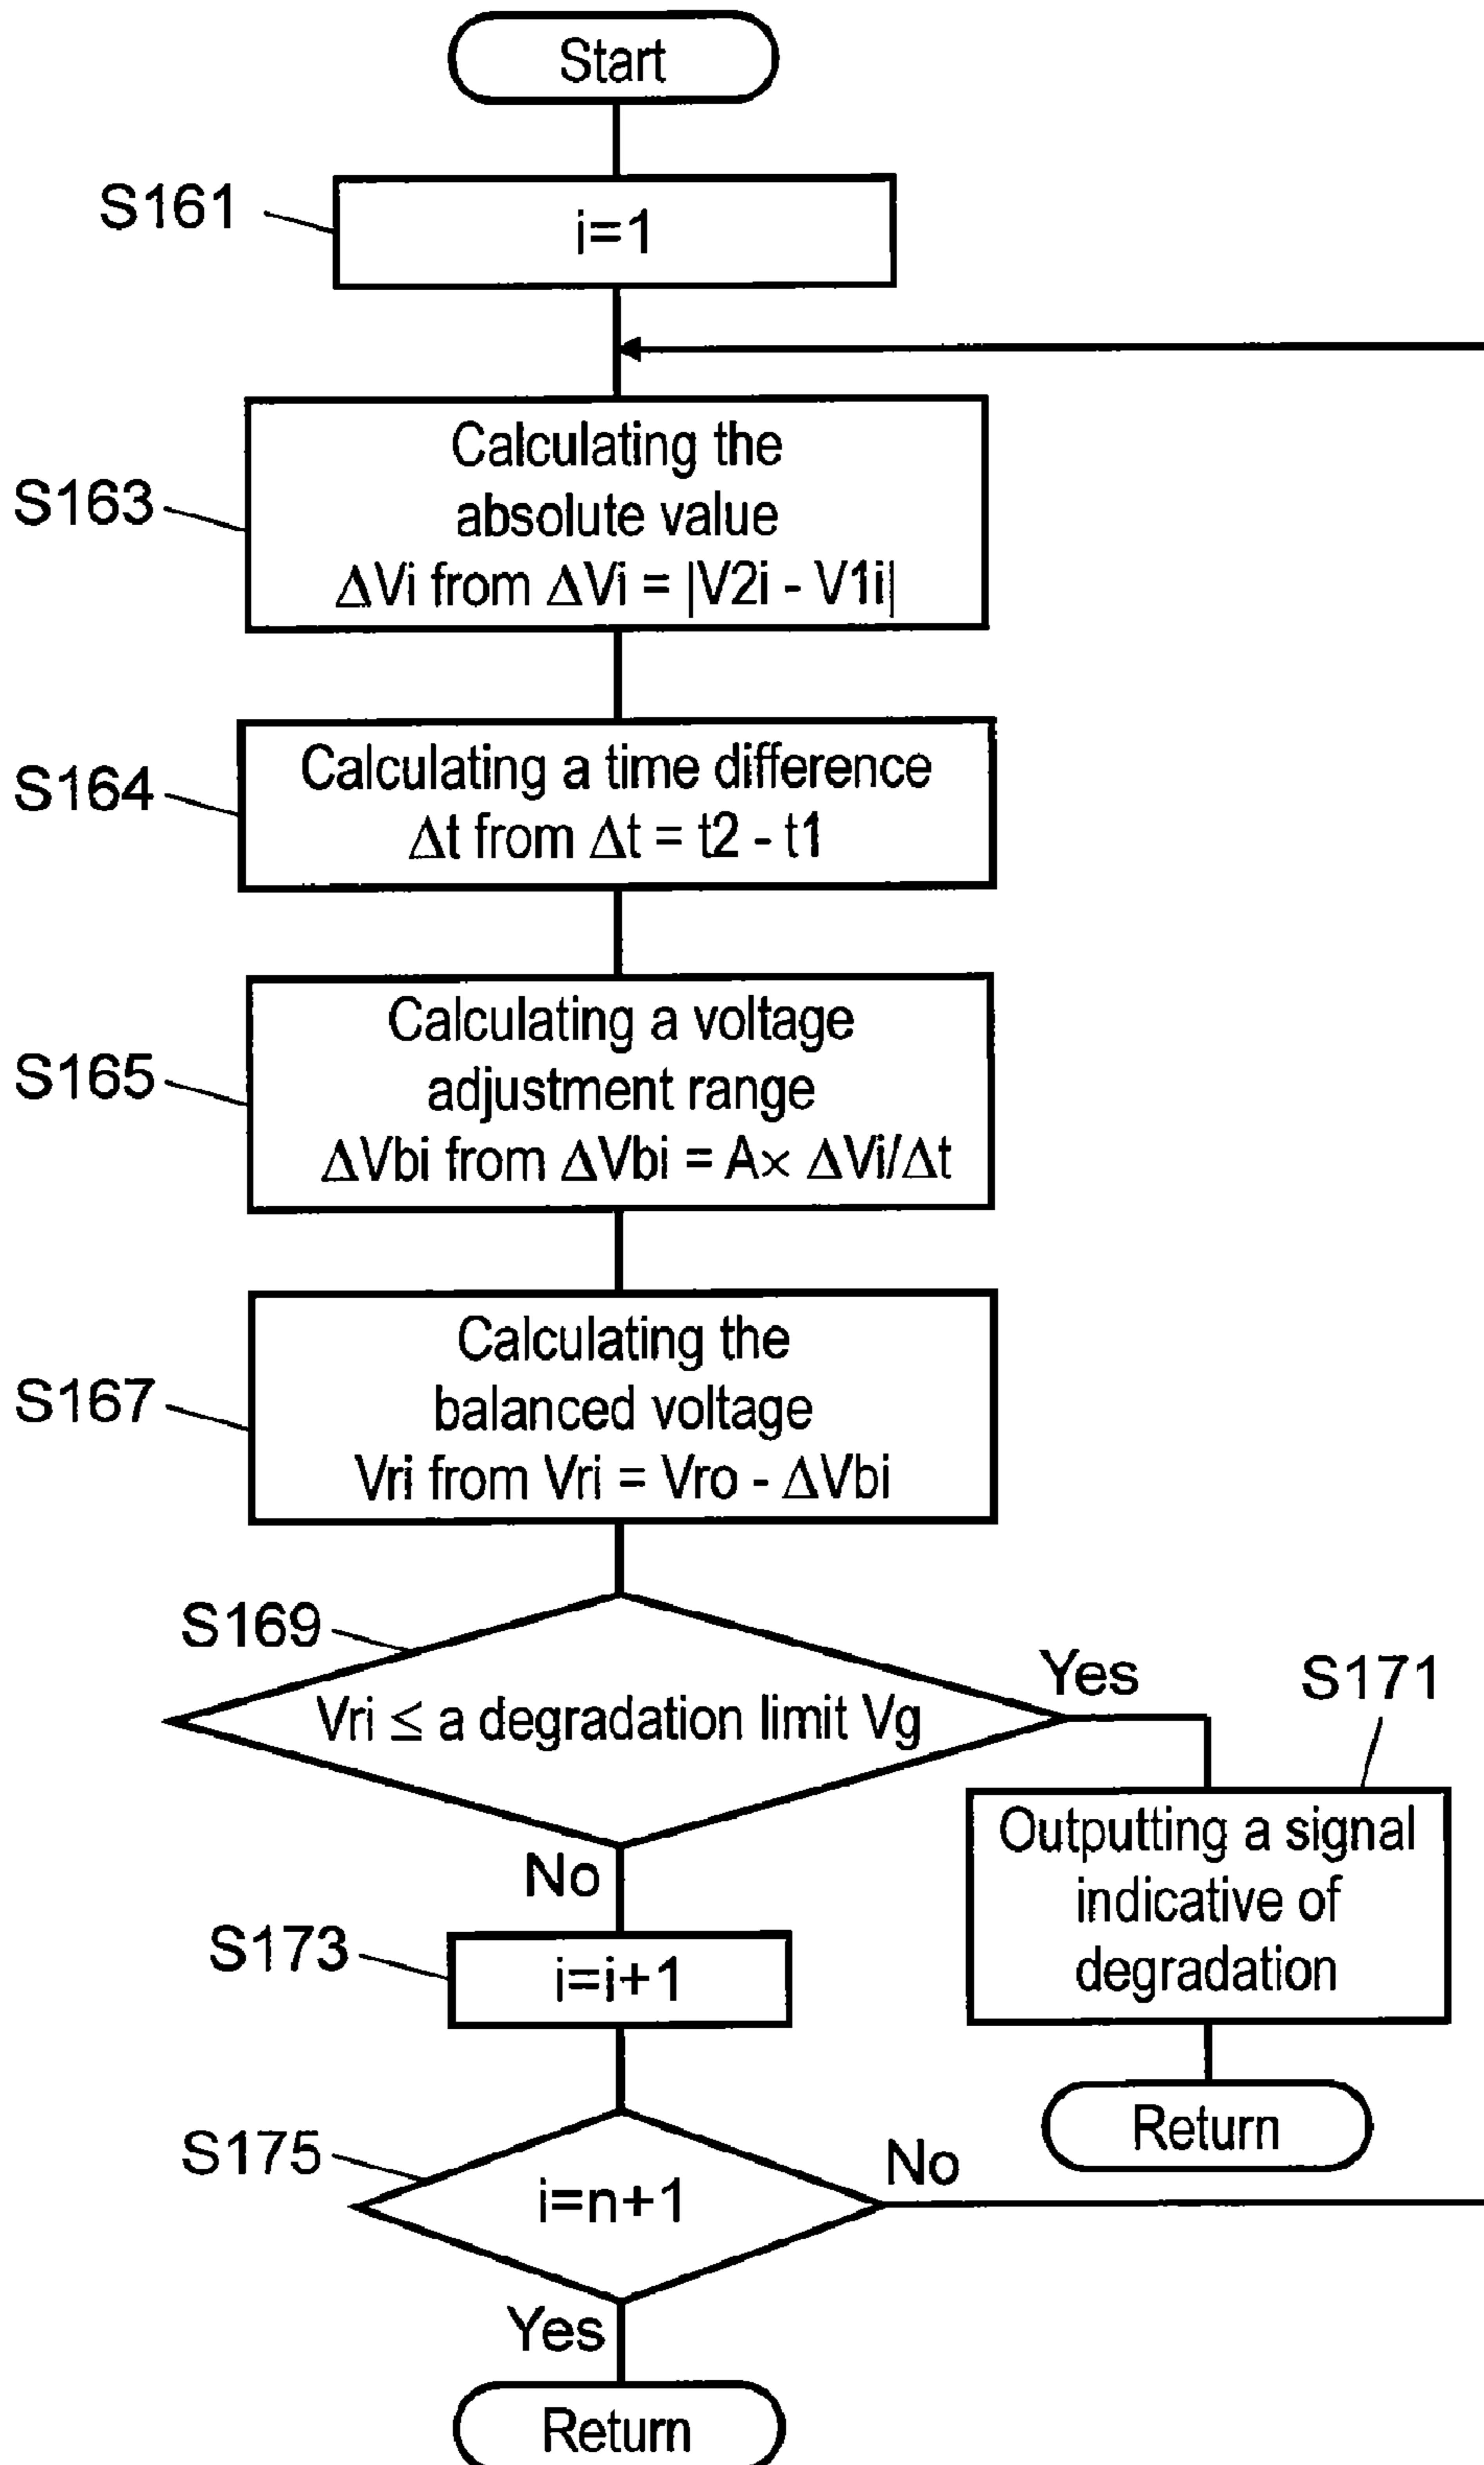 Start
S161
i=1
S163
Calculating the
absolute value
ΔVi from ΔVi = |V2i - V1i|
S164
Calculating a time difference
Δt from Δt = t2 - t1
S165
Calculating a voltage
adjustment range
ΔVbi from ΔVbi = A× ΔVi/Δt
S167
Calculating the
balanced voltage
Vri from Vri = Vro - ΔVbi
S169
Vri ≤ a degradation limit Vg
Yes
S171
Outputting a signal
indicative of
degradation
Return
No
S173
i=i+1
S175
i=n+1
No
Yes
Return